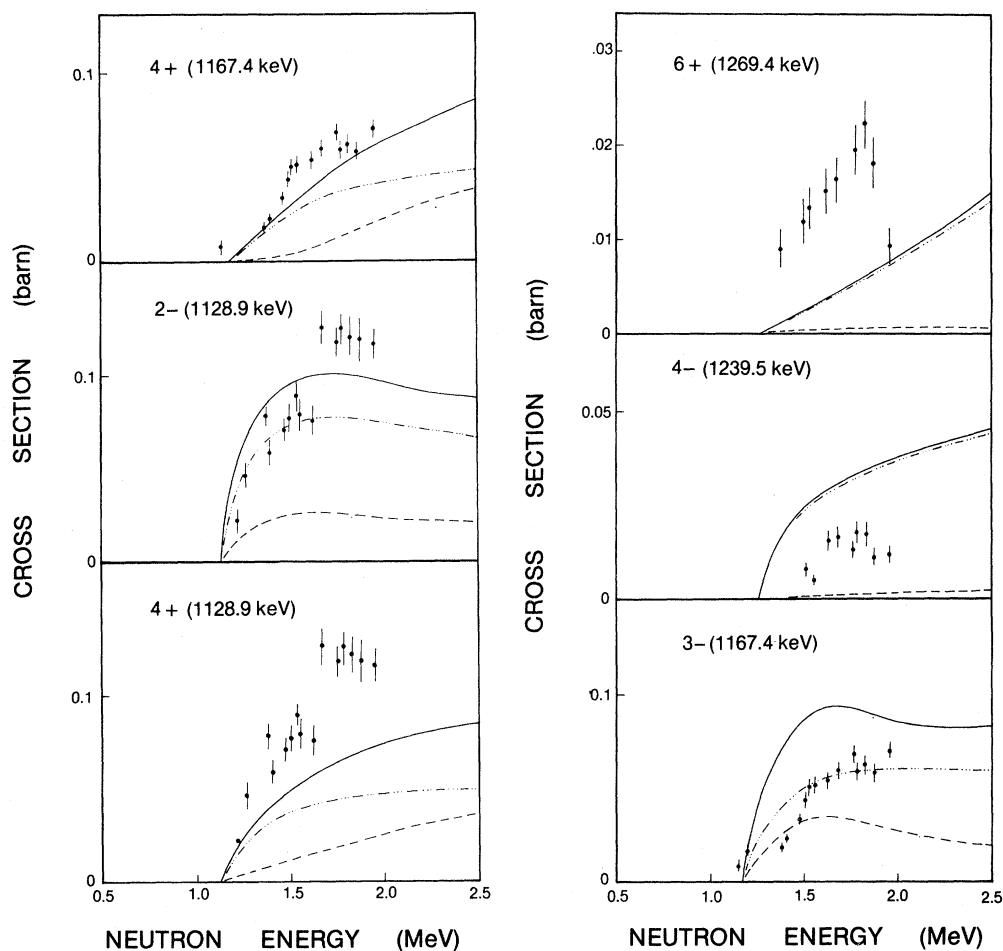 4+ (1167.4 keV)
0.1
0
2− (1128.9 keV)
0.1
0
4+ (1128.9 keV)
0.1
0
0.5 1.0 1.5 2.0 2.5
NEUTRON ENERGY (MeV)
CROSS SECTION (barn)
6+ (1269.4 keV)
.03
.02
.01
0
4− (1239.5 keV)
0.05
0
3− (1167.4 keV)
0.1
0
0.5 1.0 1.5 2.0 2.5
NEUTRON ENERGY (MeV)
CROSS SECTION (barn)